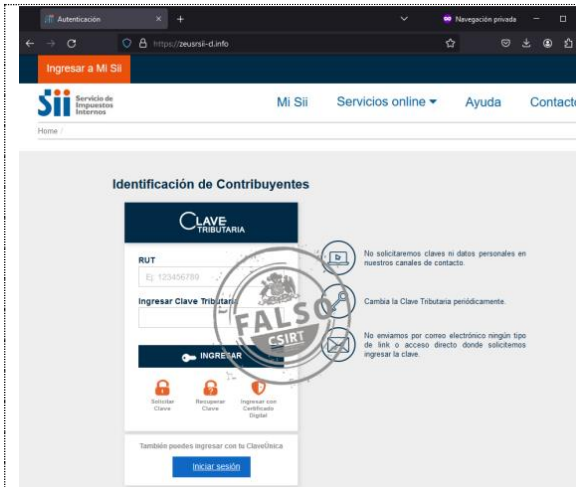 Autenticación
Navegación privada
https://zeusrsii-d.info
Ingresar a Mi SII
Sii Servicio de
Impuestos
Internos
Mi Sii Servicios online Ayuda Contacto
Home /
Identificación de Contribuyentes
CLAVE
TRIBUTARIA
RUT
Ej: 123456789
Ingresar Clave Tributaria
INGRESAR
Solicitar
Clave
Recuperar
Clave
Ingresar con
Certificado
Digital
También puedes ingresar con tu ClaveÚnica
Iniciar sesión
No solicitaremos claves ni datos personales en
nuestros canales de contacto.
Cambia la Clave Tributaria periódicamente.
No enviamos por correo electrónico ningún tipo
de link o acceso directo donde solicitemos
ingresar la clave.
FALSO
CSIRT